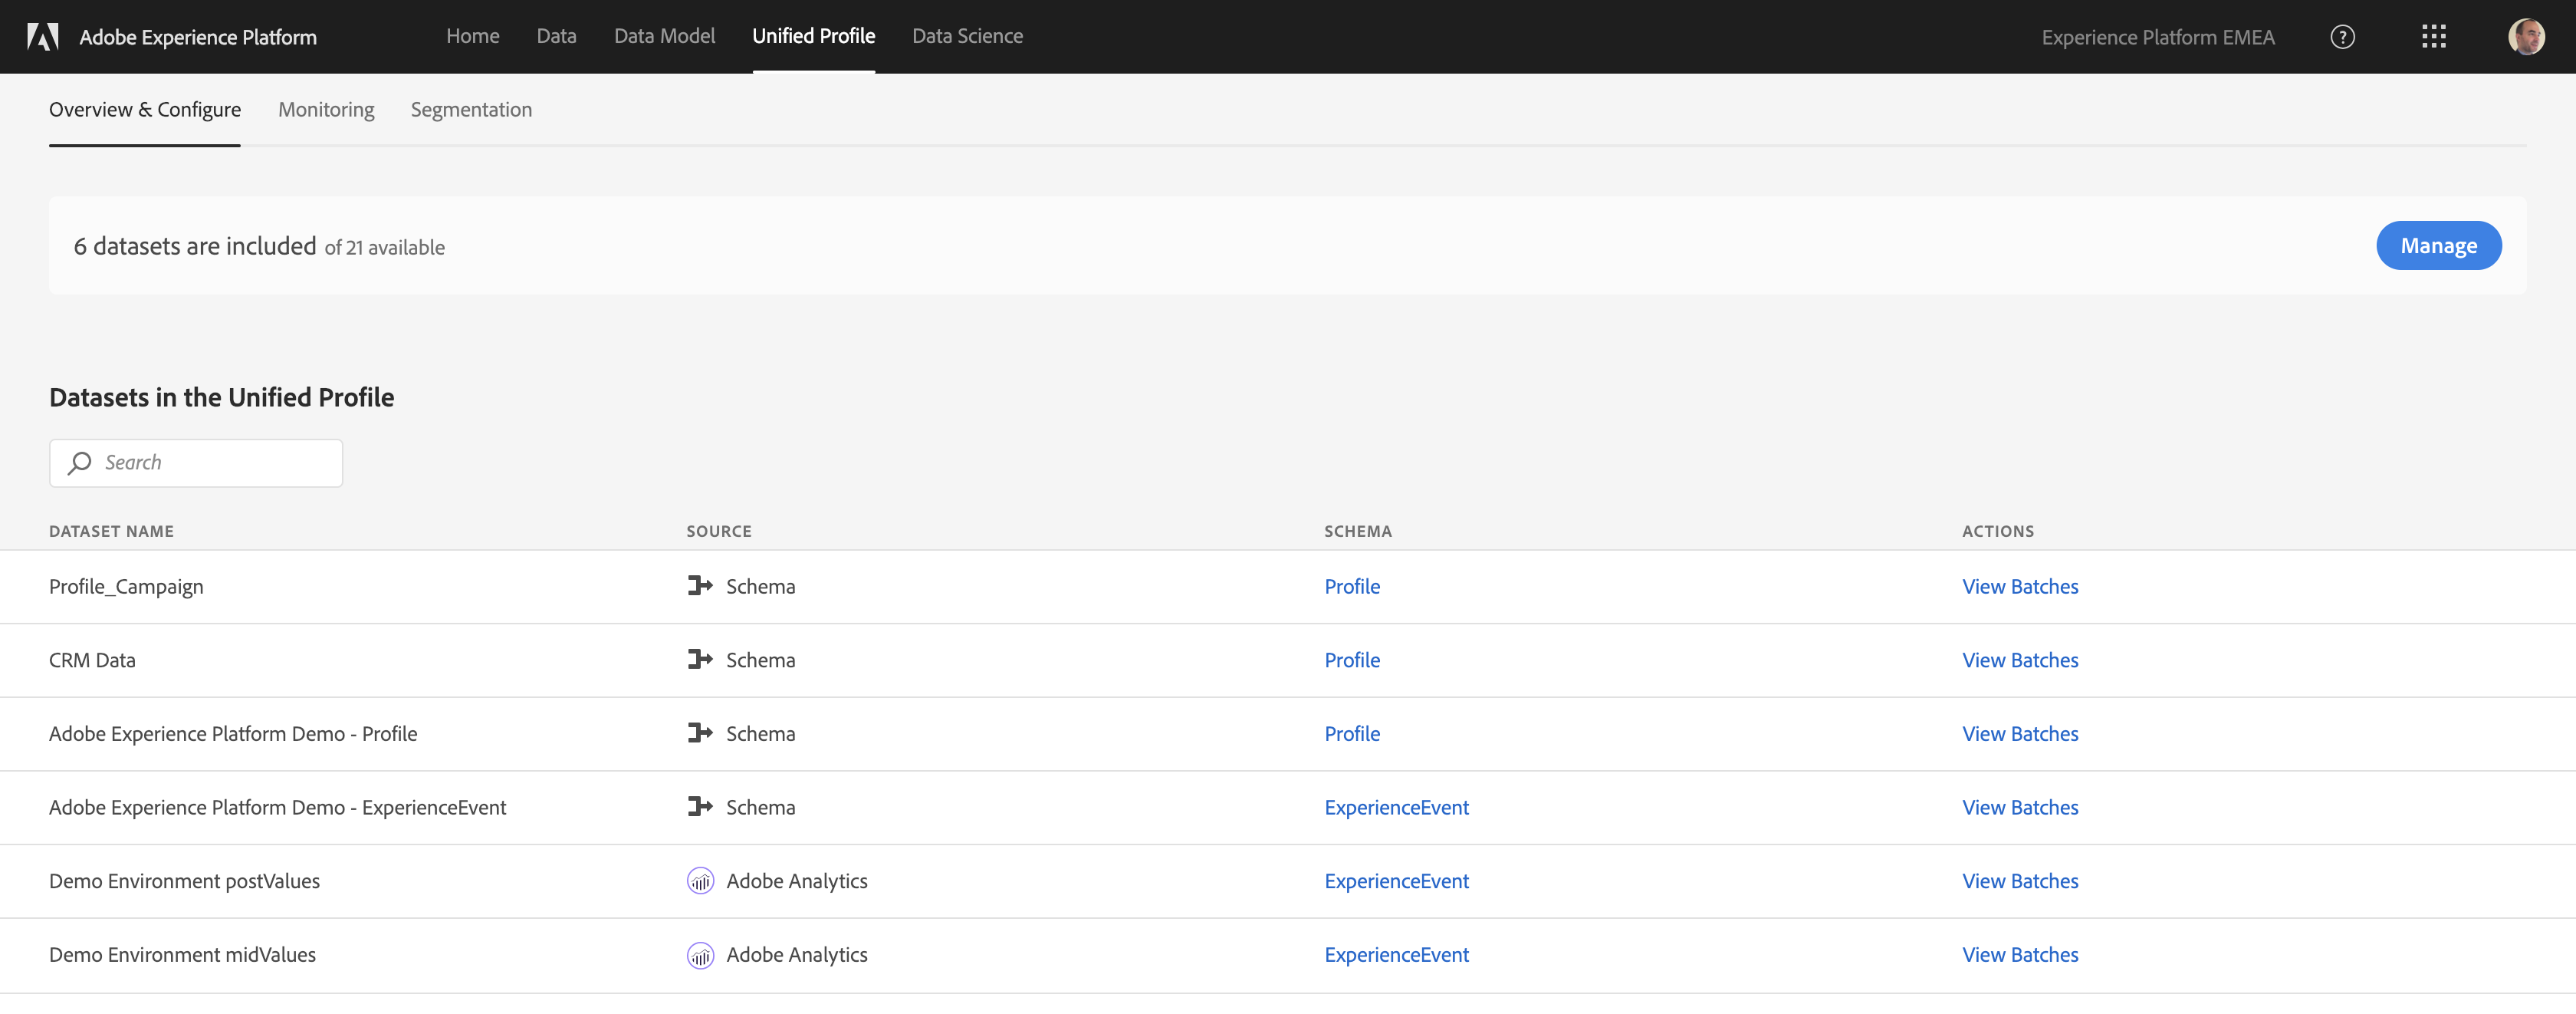 Adobe Experience Platform Home Data Data Model Unified Profile Data Science Experience Platform EMEA ?
Overview & Configure Monitoring Segmentation
6 datasets are included of 21 available Manage
Datasets in the Unified Profile
Search
DATASET NAME SOURCE SCHEMA ACTIONS
Profile_Campaign Schema Profile View Batches
CRM Data Schema Profile View Batches
Adobe Experience Platform Demo - Profile Schema Profile View Batches
Adobe Experience Platform Demo - ExperienceEvent Schema ExperienceEvent View Batches
Demo Environment postValues Adobe Analytics ExperienceEvent View Batches
Demo Environment midValues Adobe Analytics ExperienceEvent View Batches